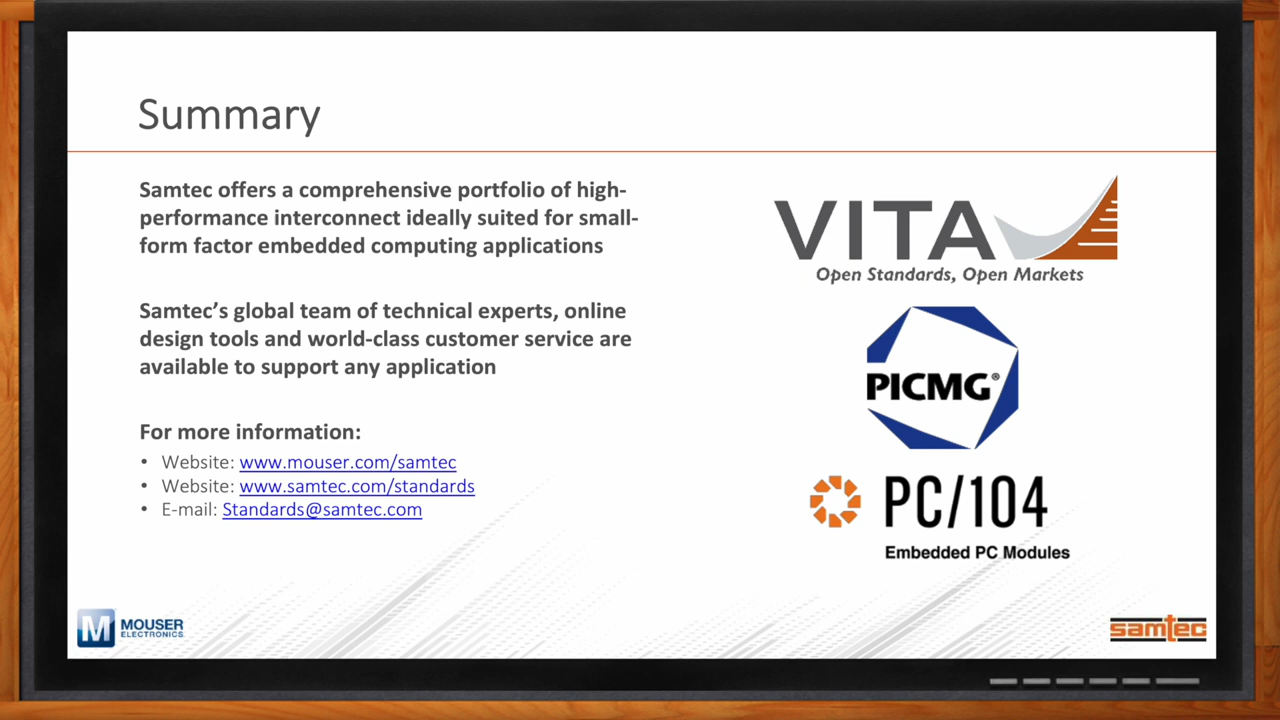 Summary
Samtec offers a comprehensive portfolio of high-
performance interconnect ideally suited for small-
form factor embedded computing applications
Samtec’s global team of technical experts, online
design tools and world-class customer service are
available to support any application
For more information:
• Website: www.mouser.com/samtec
• Website: www.samtec.com/standards
• E-mail: Standards@samtec.com
VITA
Open Standards, Open Markets
PICMG®
PC/104
Embedded PC Modules
M MOUSER
ELECTRONICS
samtec